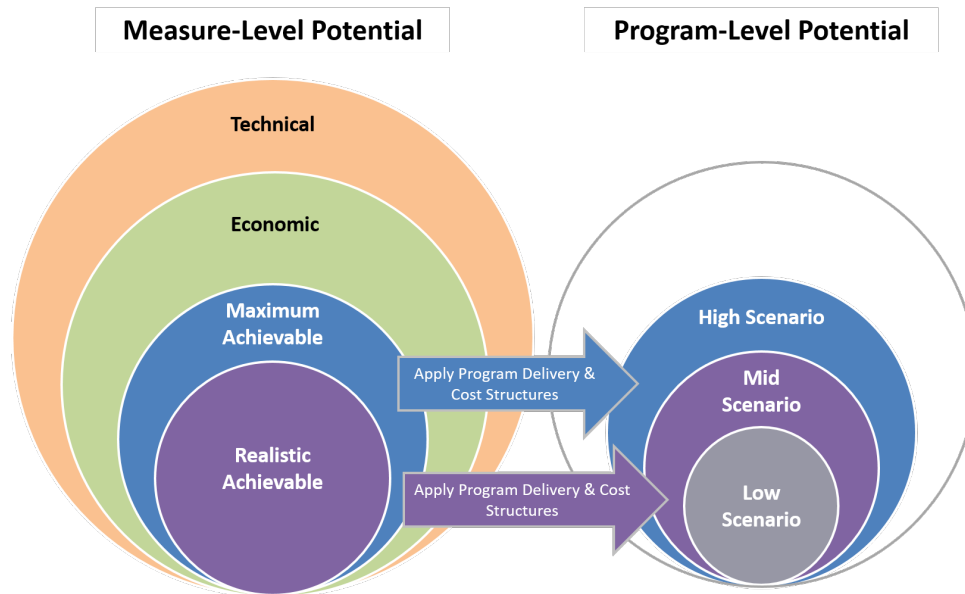 Measure-Level Potential
Program-Level Potential
Technical
Economic
Maximum
Achievable
Realistic
Achievable
Apply Program Delivery &
Cost Structures
Apply Program Delivery & Cost
Structures
High Scenario
Mid
Scenario
Low
Scenario